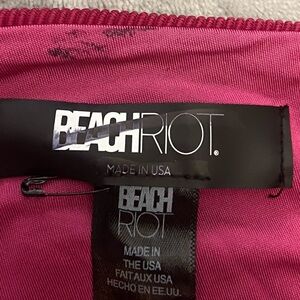 BEACHRIOT.
MADE IN USA
BEACH
RIOT
MADE IN
THE USA
FAIT AUX USA
HECHO EN EE.UU.